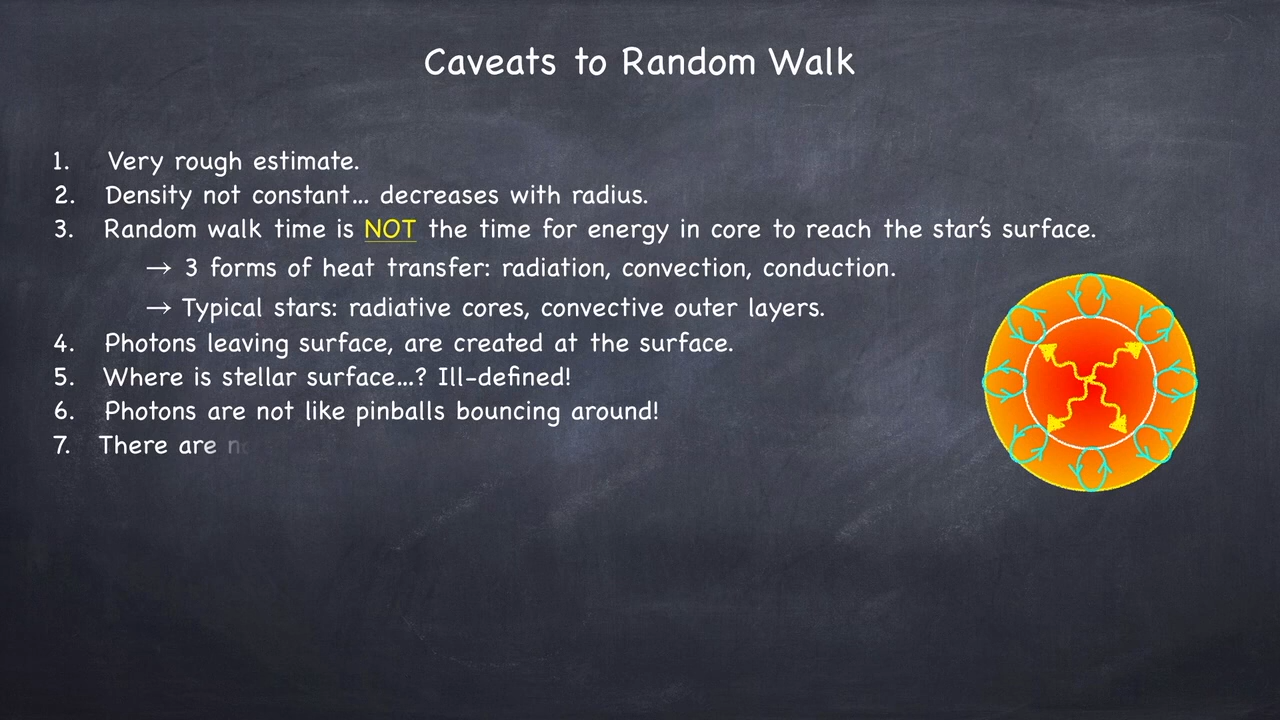 Caveats to Random Walk
1. Very rough estimate.
2. Density not constant... decreases with radius.
3. Random walk time is NOT the time for energy in core to reach the star's surface.
→ 3 forms of heat transfer: radiation, convection, conduction.
→ Typical stars: radiative cores, convective outer layers.
4. Photons leaving surface, are created at the surface.
5. Where is stellar surface...? Ill-defined!
6. Photons are not like pinballs bouncing around!
7. There are